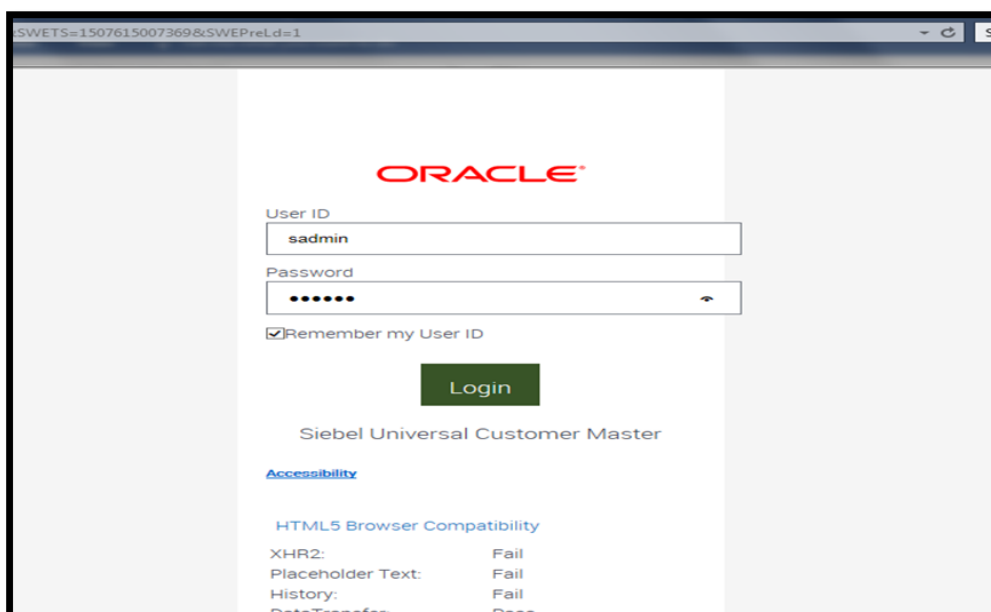 SWETS=1507615007369&SWEPreLd=1
ORACLE
User ID
sadmin
Password
Remember my User ID
Login
Siebel Universal Customer Master
Accessibility
HTML5 Browser Compatibility
XHR2: Fail
Placeholder Text: Fail
History: Fail